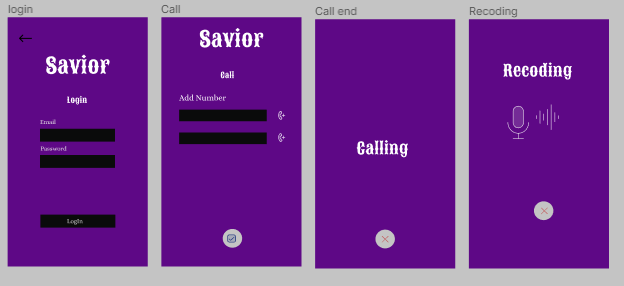 login
Call
Call end
Recoding
Savior
Login
Email
Password
LogIn
Savior
Call
Add Number
Calling
Recoding